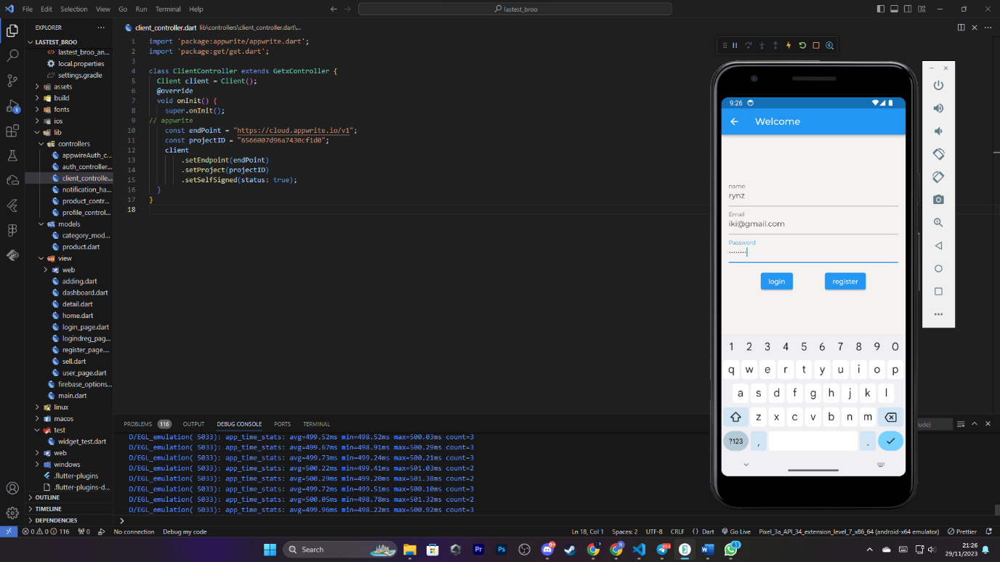 File Edit Selection View Go Run Terminal Help
lastest_broo
EXPLORER
LASTEST_BROO
lastest_broo_an...
local.properties
settings.gradle
assets
build
fonts
ios
lib
controllers
appwireAuth_c...
auth_controller...
client_controlle...
notification_ha...
product_contr...
profile_control...
models
category_mod...
product.dart
view
web
adding.dart
dashboard.dart
detail.dart
home.dart
login_page.dart
logindreg_pag...
register_page....
sell.dart
user_page.dart
firebase_options...
main.dart
linux
macos
test
widget_test.dart
web
windows
.flutter-plugins
.flutter-plugins-d...
OUTLINE
TIMELINE
DEPENDENCIES
1
client_controller.dart lib\controllers\client_controller.dart\...
1 import 'package:appwrite/appwrite.dart';
2 import 'package:get/get.dart';
3
4 class ClientController extends GetxController {
5 Client client = Client();
6 @override
7 void onInit() {
8 super.onInit();
9 // appwrite
10 const endPoint = "https://cloud.appwrite.io/v1";
11 const projectID = "6566007d96a7430cf1d0";
12 client
13 .setEndpoint(endPoint)
14 .setProject(projectID)
15 .setSelfSigned(status: true);
16 }
17 }
18
9:26
Welcome
name
rynz
Email
iki@gmail.com
Password
········
login register
1 2 3 4 5 6 7 8 9 0
q w e r t y u i o p
a s d f g h j k l
z x c v b n m
?123 , .
PROBLEMS 116 OUTPUT DEBUG CONSOLE PORTS TERMINAL
D/EGL_emulation( 5033): app_time_stats: avg=499.52ms min=498.52ms max=500.03ms count=3
D/EGL_emulation( 5033): app_time_stats: avg=499.67ms min=498.91ms max=500.29ms count=3
D/EGL_emulation( 5033): app_time_stats: avg=499.73ms min=499.24ms max=500.21ms count=3
D/EGL_emulation( 5033): app_time_stats: avg=500.22ms min=499.41ms max=501.03ms count=2
D/EGL_emulation( 5033): app_time_stats: avg=500.29ms min=499.20ms max=501.38ms count=2
D/EGL_emulation( 5033): app_time_stats: avg=499.72ms min=498.51ms max=500.10ms count=3
D/EGL_emulation( 5033): app_time_stats: avg=500.05ms min=498.78ms max=501.32ms count=2
D/EGL_emulation( 5033): app_time_stats: avg=499.96ms min=498.22ms max=500.92ms count=3
0 0 116 0 No connection Debug my code Ln 18, Col 1 Spaces: 2 UTF-8 CRLF {} Dart Go Live Pixel_3a_API_34_extension_level_7_x86_64 (android-x64 emulator) Prettier
Search
Pr Ps
63
21:26
29/11/2023